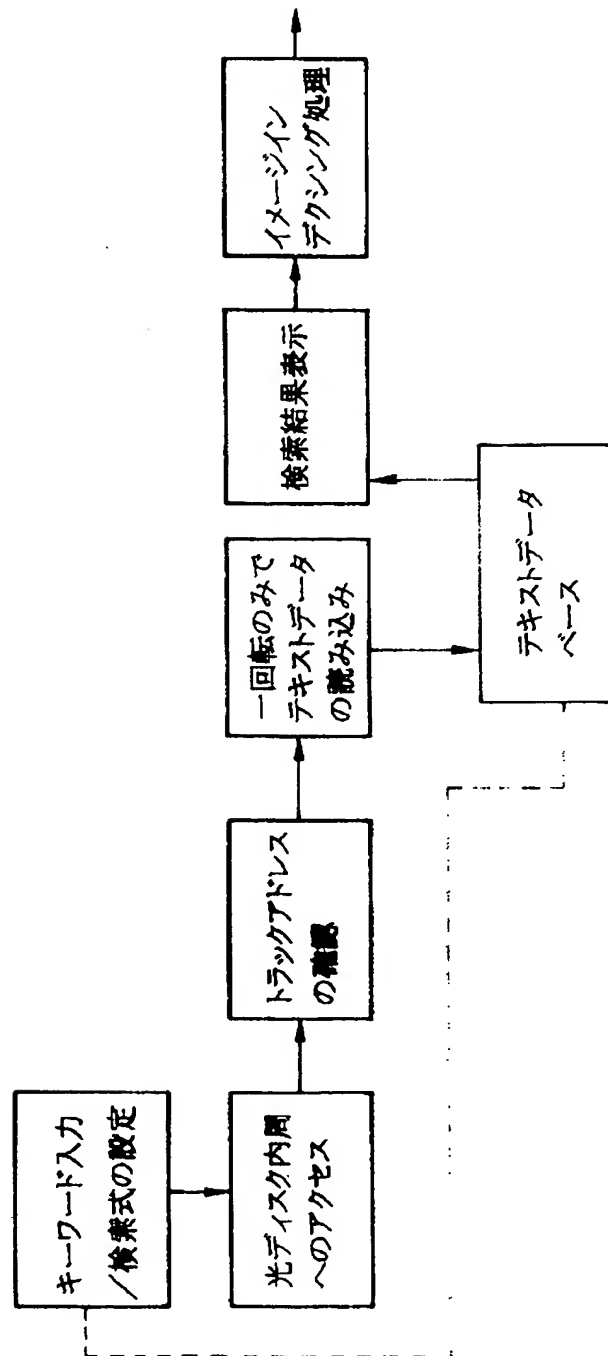 キーワード入力
/検索式の設定
光ディスク内周
へのアクセス
トラックアドレス
の確認
一回転のみで
テキストデータ
の読み込み
テキストデータ
ベース
検索結果表示
イメージイン
デクシング処理